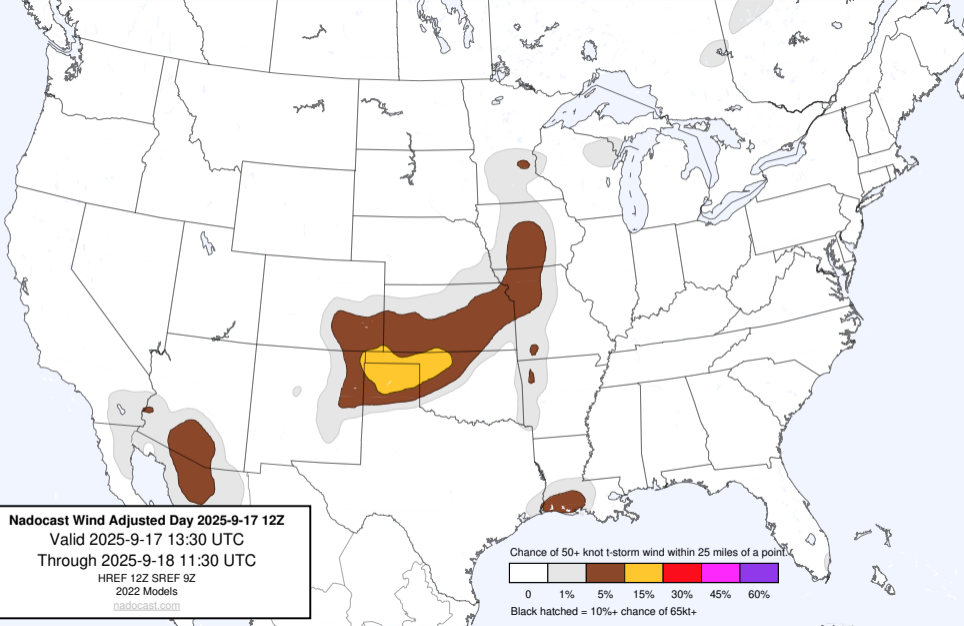 Nadocast Wind Adjusted Day 2025-9-17 12Z
Valid 2025-9-17 13:30 UTC
Through 2025-9-18 11:30 UTC
HREF 12Z SREF 9Z
2022 Models
nadocast.com
Chance of 50+ knot t-storm wind within 25 miles of a point.
0 1% 5% 15% 30% 45% 60%
Black hatched = 10%+ chance of 65kt+